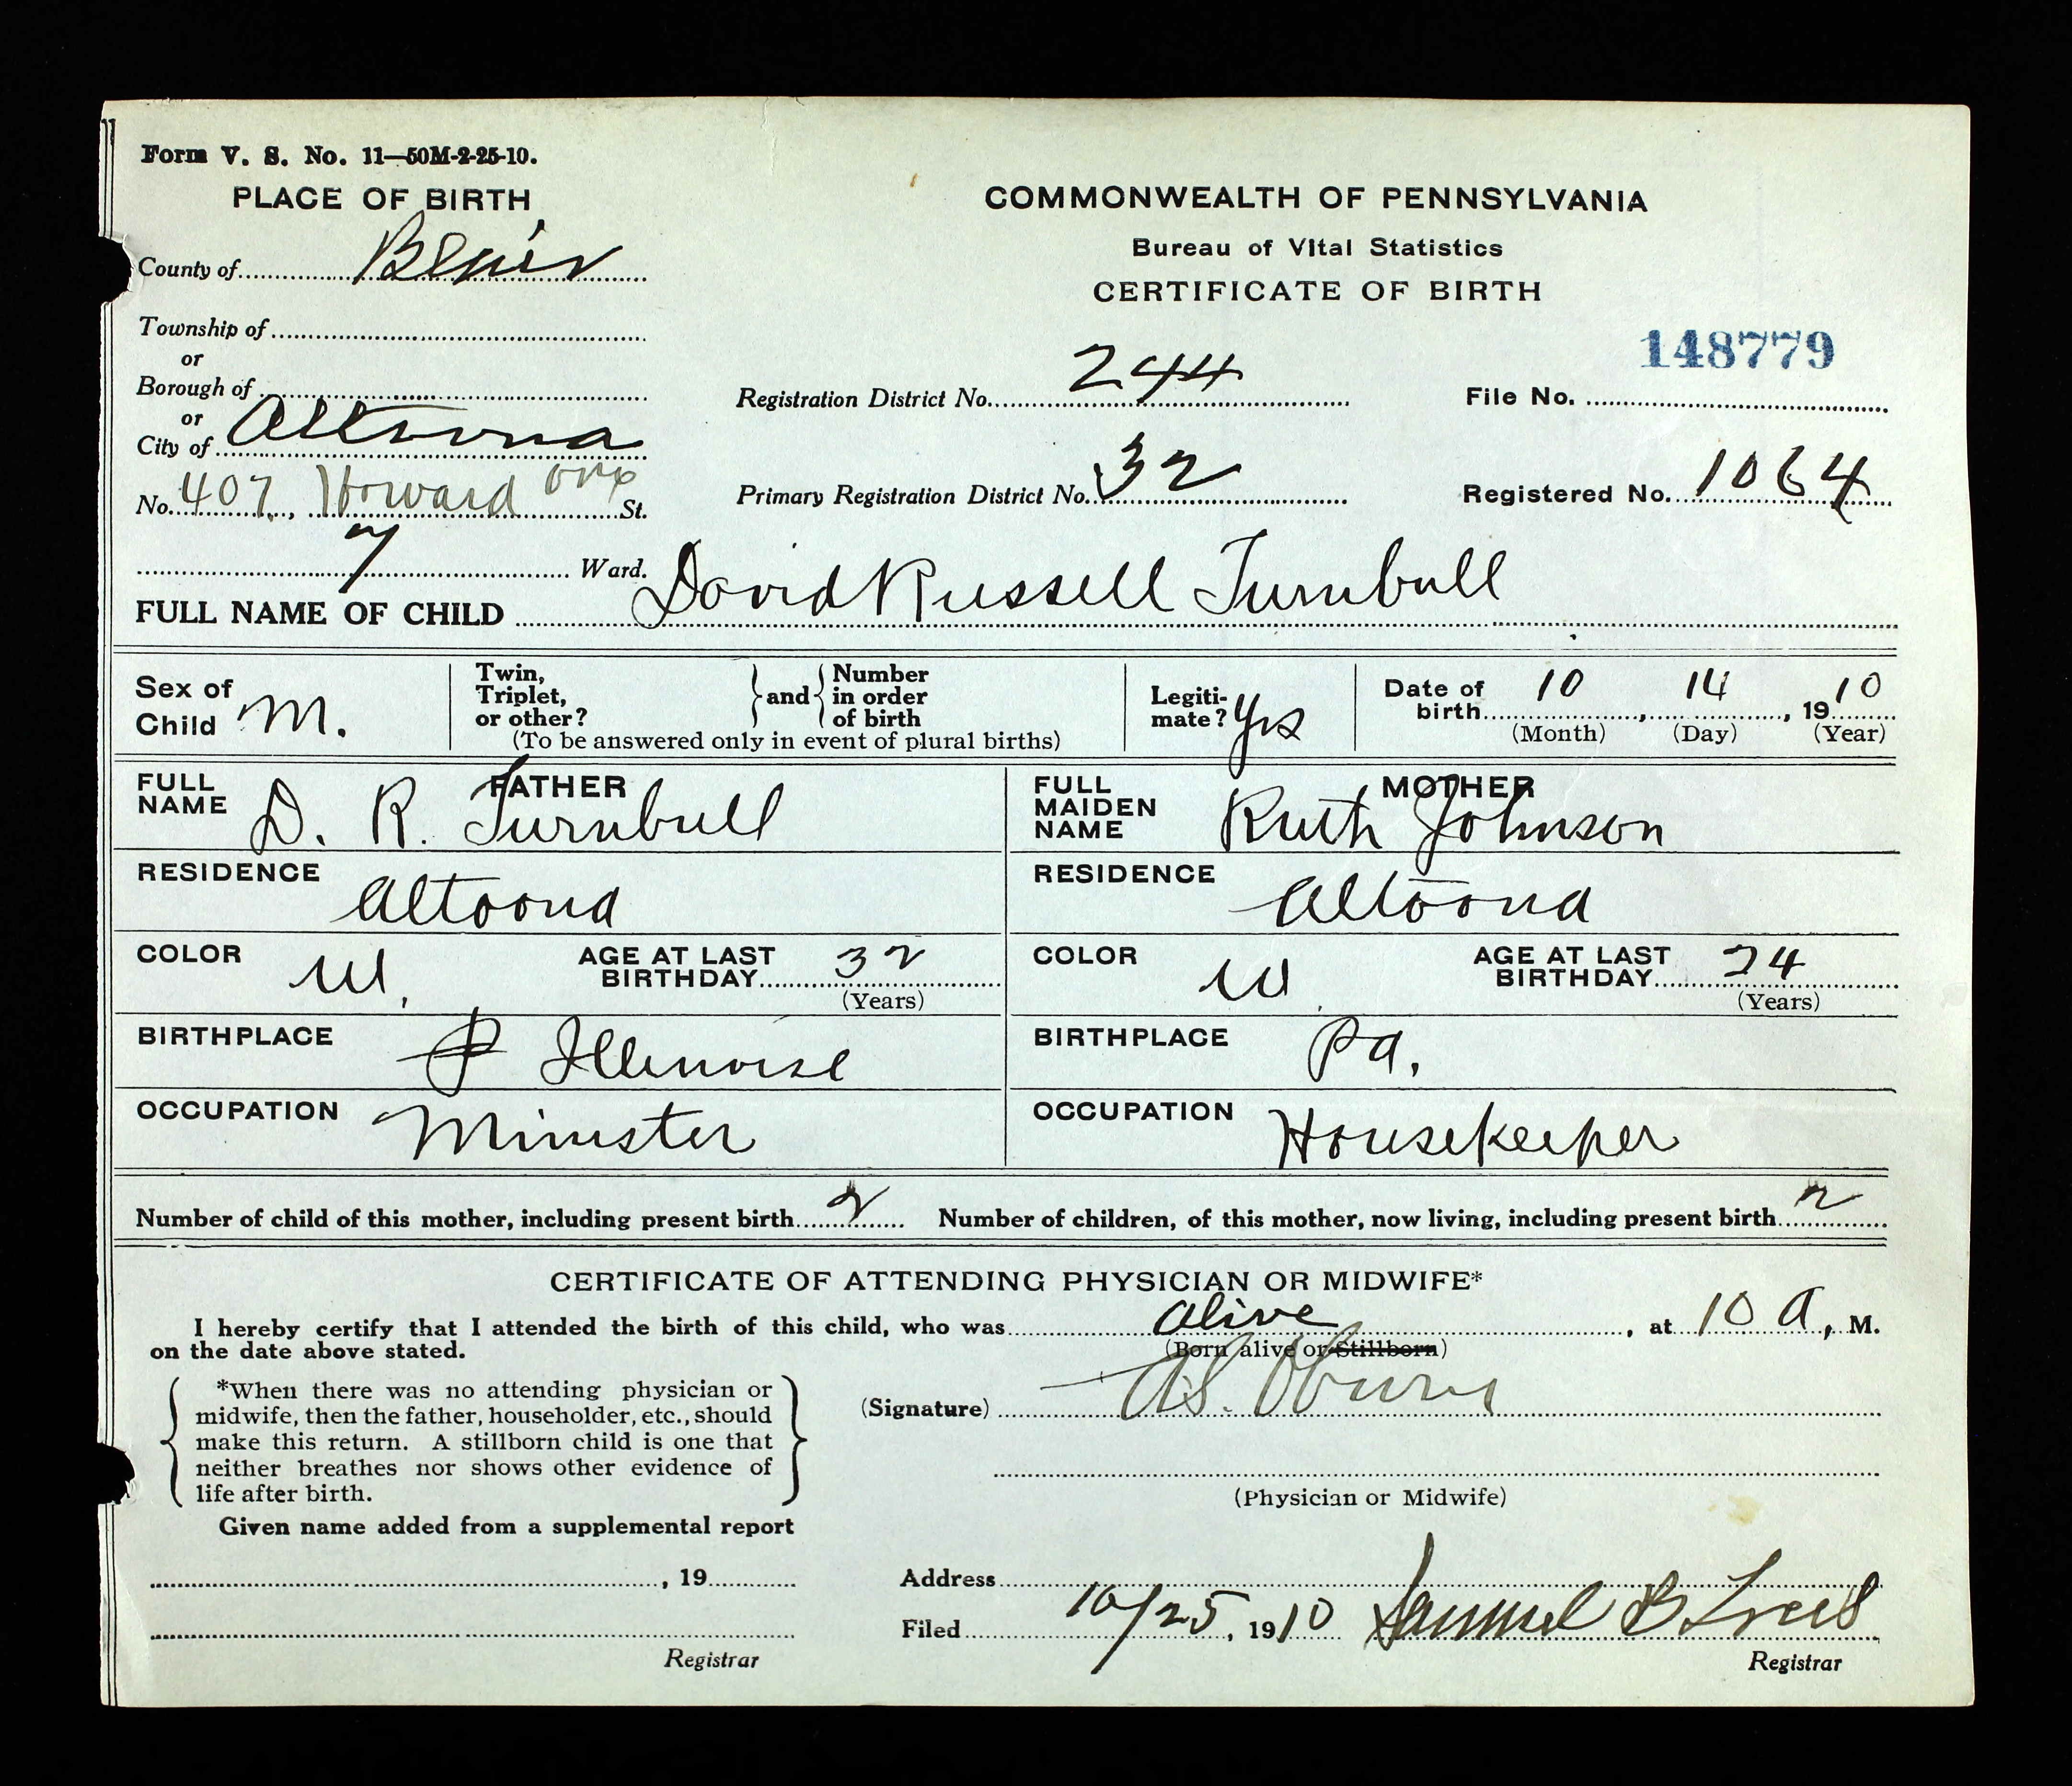 Form V. S. No. 11—50M-2-25-10.
PLACE OF BIRTH,
County of Blair
Township of
or
Borough of
or
City of Altoona
No. 407, Howard ave St.
7 Ward.
COMMONWEALTH OF PENNSYLVANIA
Bureau of Vital Statistics
CERTIFICATE OF BIRTH
148779
Registration District No. 244 File No.
Primary Registration District No. 32 Registered No. 1064
FULL NAME OF CHILD David Russell Turnbull
Sex of Child M.
Twin, Triplet, or other? and Number in order of birth
(To be answered only in event of plural births)
Legiti- mate? Yes
Date of birth 10, 14, 1910
(Month) (Day) (Year)
FATHER
FULL NAME D. R. Turnbull
RESIDENCE Altoona
COLOR W. AGE AT LAST BIRTHDAY 32
(Years)
BIRTHPLACE Illinoise
OCCUPATION Minister
MOTHER
FULL MAIDEN NAME Ruth Johnson
RESIDENCE Altoona
COLOR W. AGE AT LAST BIRTHDAY 24
(Years)
BIRTHPLACE Pa.
OCCUPATION Housekeeper
Number of child of this mother, including present birth 2 Number of children, of this mother, now living, including present birth 2
CERTIFICATE OF ATTENDING PHYSICIAN OR MIDWIFE*
I hereby certify that I attended the birth of this child, who was alive, at 10 A, M.
on the date above stated. (Born alive or Stillborn)
*When there was no attending physician or
midwife, then the father, householder, etc., should
make this return. A stillborn child is one that
neither breathes nor shows other evidence of
life after birth.
(Signature)
(Physician or Midwife)
Given name added from a supplemental report
, 19
Registrar
Address
Filed 10/25, 1910 Samuel B
Registrar